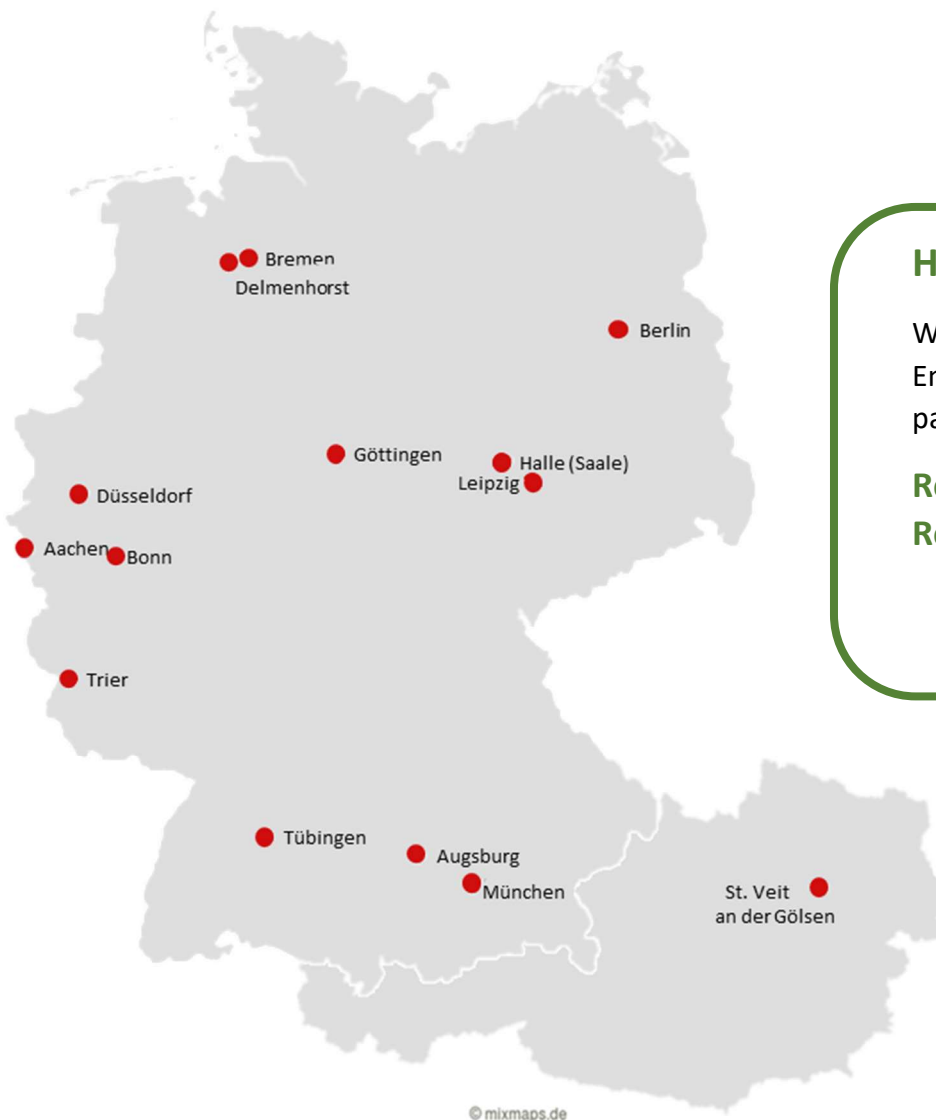 Bremen
Delmenhorst
Berlin
Göttingen
Halle (Saale)
Leipzig
Düsseldorf
Aachen
Bonn
Trier
Tübingen
Augsburg
München
St. Veit
an der Gölsen
© mixmaps.de